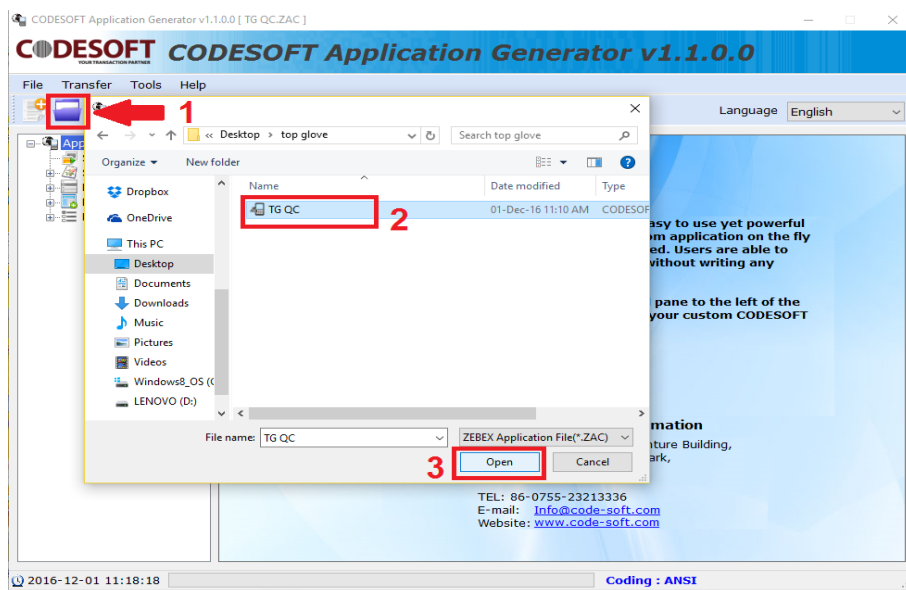 CODESOFT Application Generator v1.1.0.0 [ TG QC.ZAC ]
CODESOFT
YOUR TRANSACTION PARTNER
CODESOFT Application Generator v1.1.0.0
File Transfer Tools Help
1
Language English
« Desktop > top glove
Search top glove
Organize New folder
App
Name Date modified Type
TG QC 01-Dec-16 11:10 AM CODESOF
2
Dropbox
OneDrive
This PC
Desktop
Documents
Downloads
Music
Pictures
Videos
Windows8_OS (C
LENOVO (D:)
asy to use yet powerful
m application on the fly
ed. Users are able to
without writing any
pane to the left of the
your custom CODESOFT
File name: TG QC ZEBEX Application File(*.ZAC)
3
Open Cancel
mation
ture Building,
ark,
TEL: 86-0755-23213336
E-mail: Info@code-soft.com
Website: www.code-soft.com
2016-12-01 11:18:18
Coding : ANSI